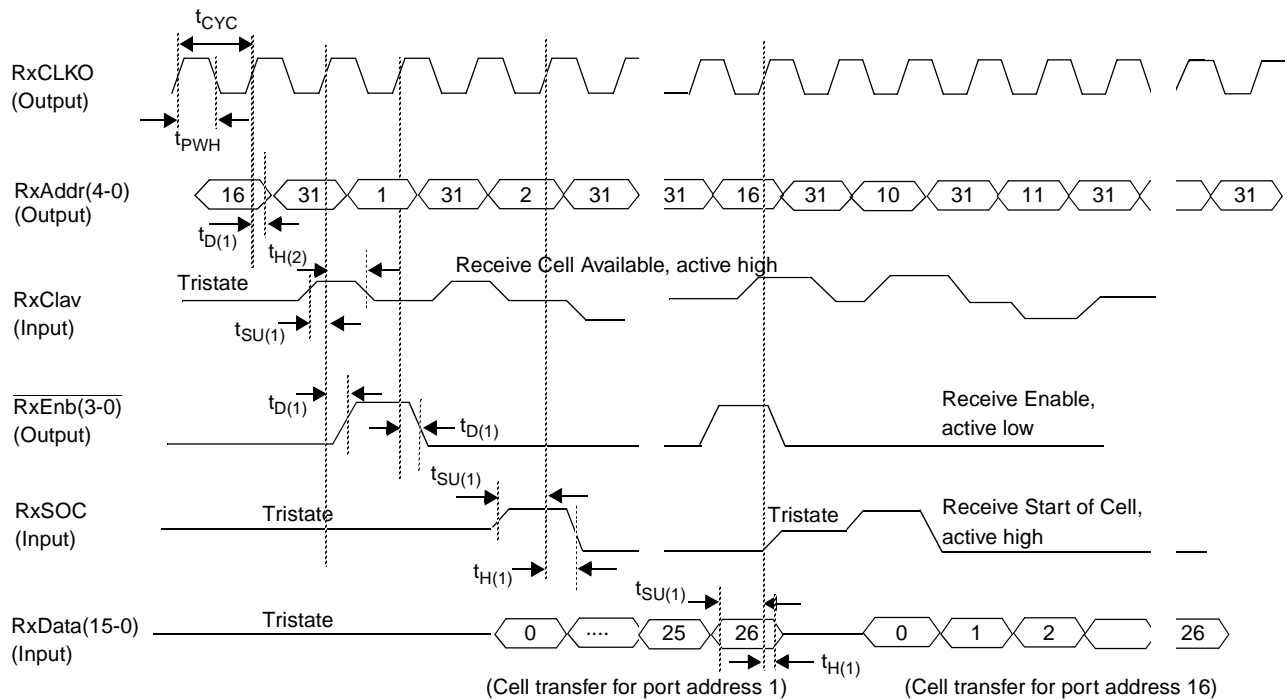 tCYC
RxCLKO
(Output)
tPWH
RxAddr(4-0)
(Output)
16 31 1 31 2 31 31 16 31 10 31 11 31 31
tD(1)
tH(2)
Receive Cell Available, active high
Tristate
RxClav
(Input)
tSU(1)
RxEnb(3-0)
(Output)
tD(1)
tD(1)
Receive Enable,
active low
tSU(1)
RxSOC
(Input)
Tristate
Tristate
Receive Start of Cell,
active high
tH(1)
tSU(1)
RxData(15-0)
(Input)
Tristate
0 .... 25 26 0 1 2 26
tH(1)
(Cell transfer for port address 1) (Cell transfer for port address 16)